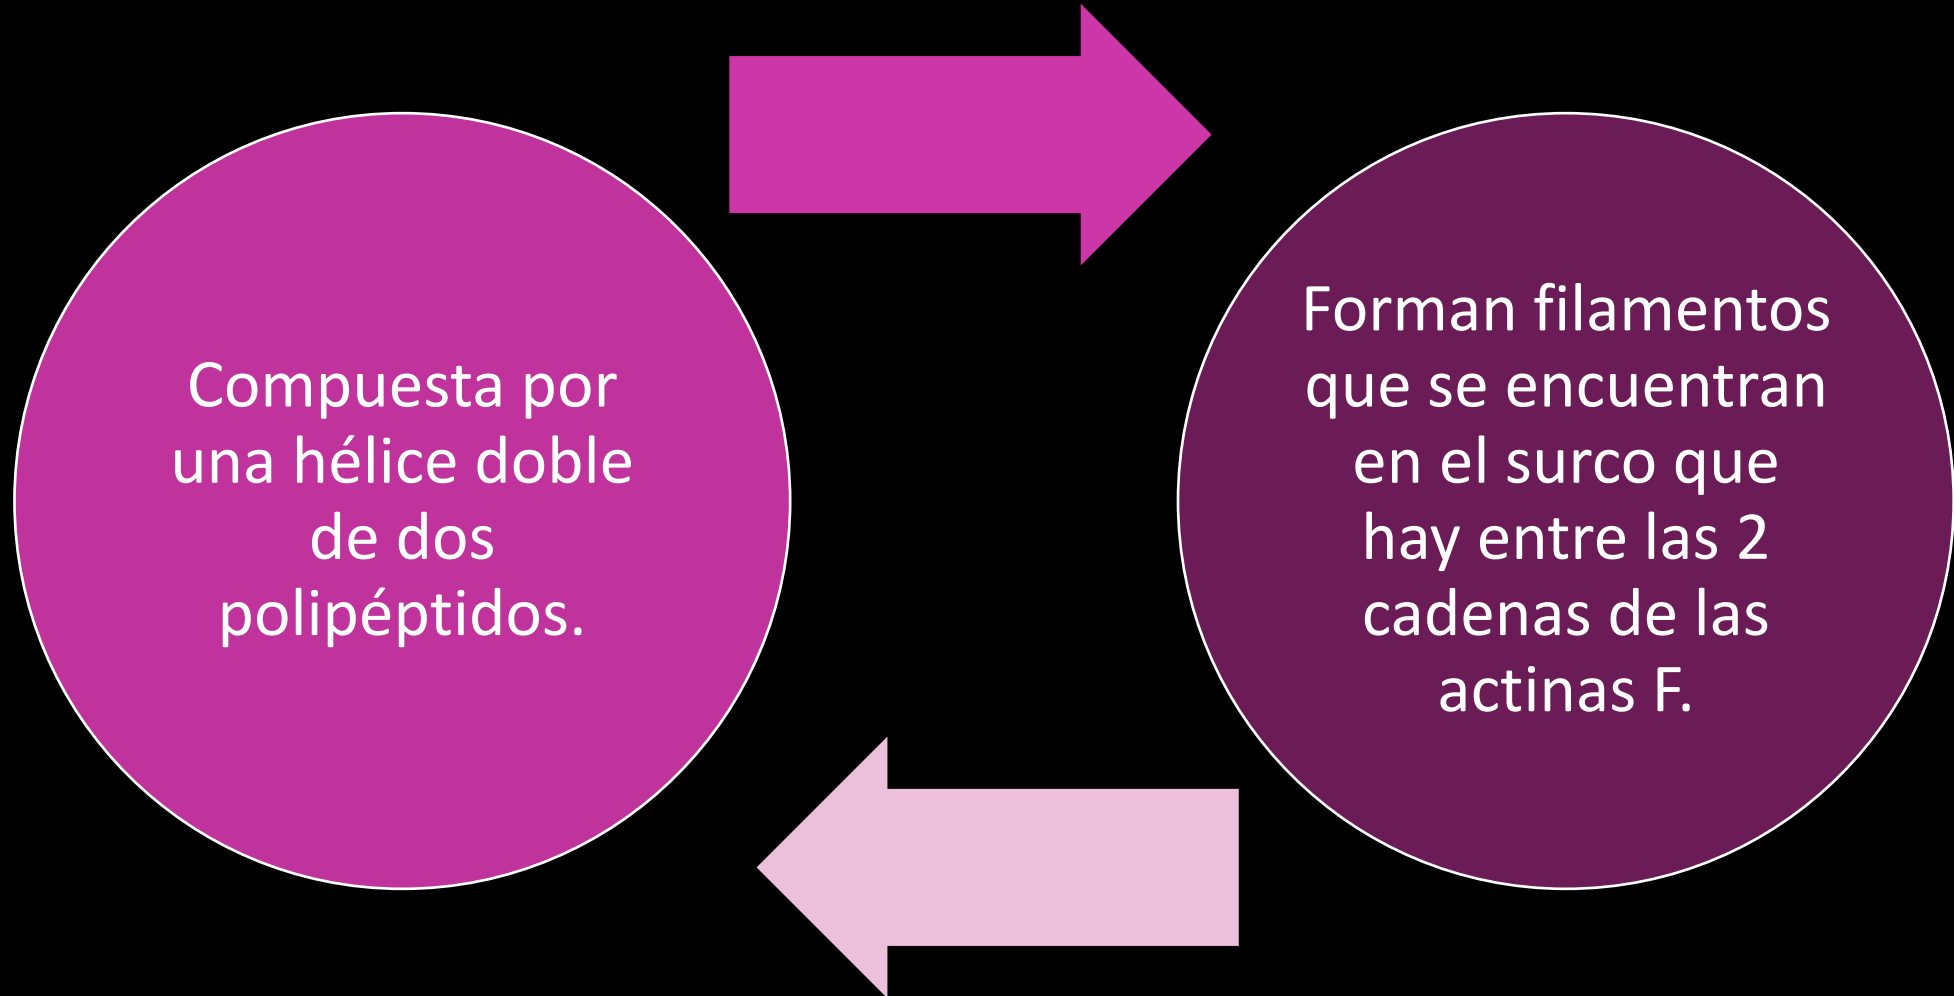 Compuesta por
una hélice doble
de dos
polipéptidos.
Forman filamentos
que se encuentran
en el surco que
hay entre las 2
cadenas de las
actinas F.